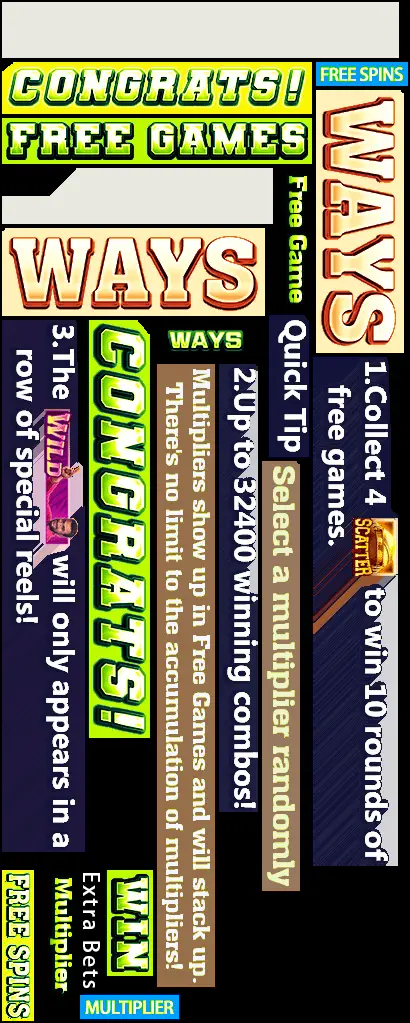 CONGRATS!
FREE SPINS
FREE GAMES
WAYS
Free Game
WAYS
WAYS
Quick Tip
1.Collect 4 SCATTER to win 10 rounds of
free games.
2.Up to 32400 winning combos!
Select a multiplier randomly
Multipliers show up in Free Games and will stack up.
There's no limit to the accumulation of multipliers!
CONGRATS!
3.The WILD will only appears in a
row of special reels!
WIN
Extra Bets
Multiplier
FREE SPINS
MULTIPLIER